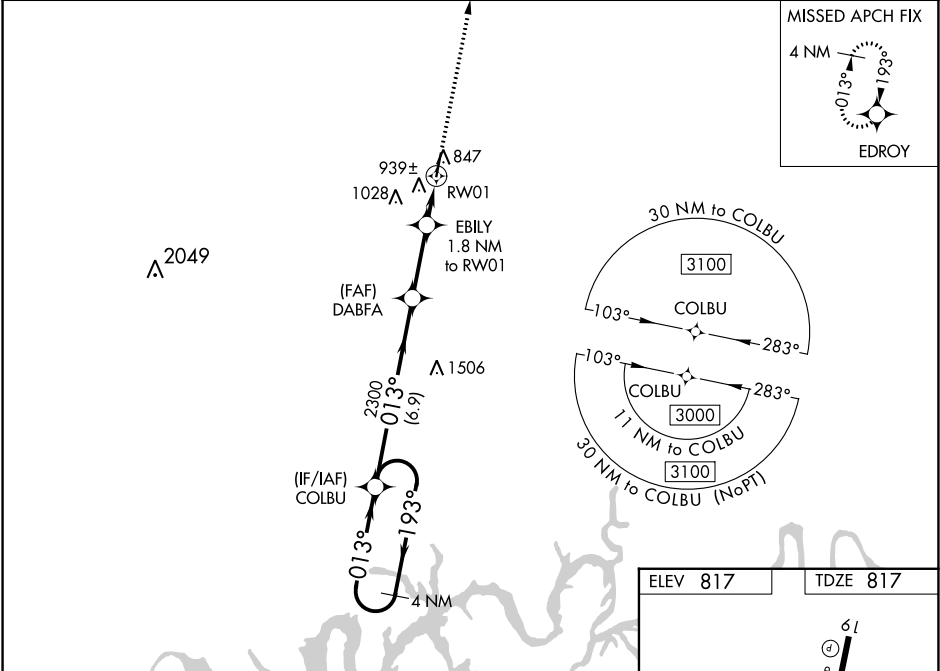 MISSED APCH FIX
4 NM
013°
193°
EDROY
847
939±
1028
RW01
EBILY
1.8 NM
to RW01
2049
(FAF)
DABFA
1506
2300
013°
(6.9)
(IF/IAF)
COLBU
193°
013°
4 NM
30 NM to COLBU
3100
COLBU
103°
283°
103°
283°
COLBU
3000
11 NM to COLBU
3100
30 NM to COLBU (NoPT)
ELEV 817
TDZE 817
19
P